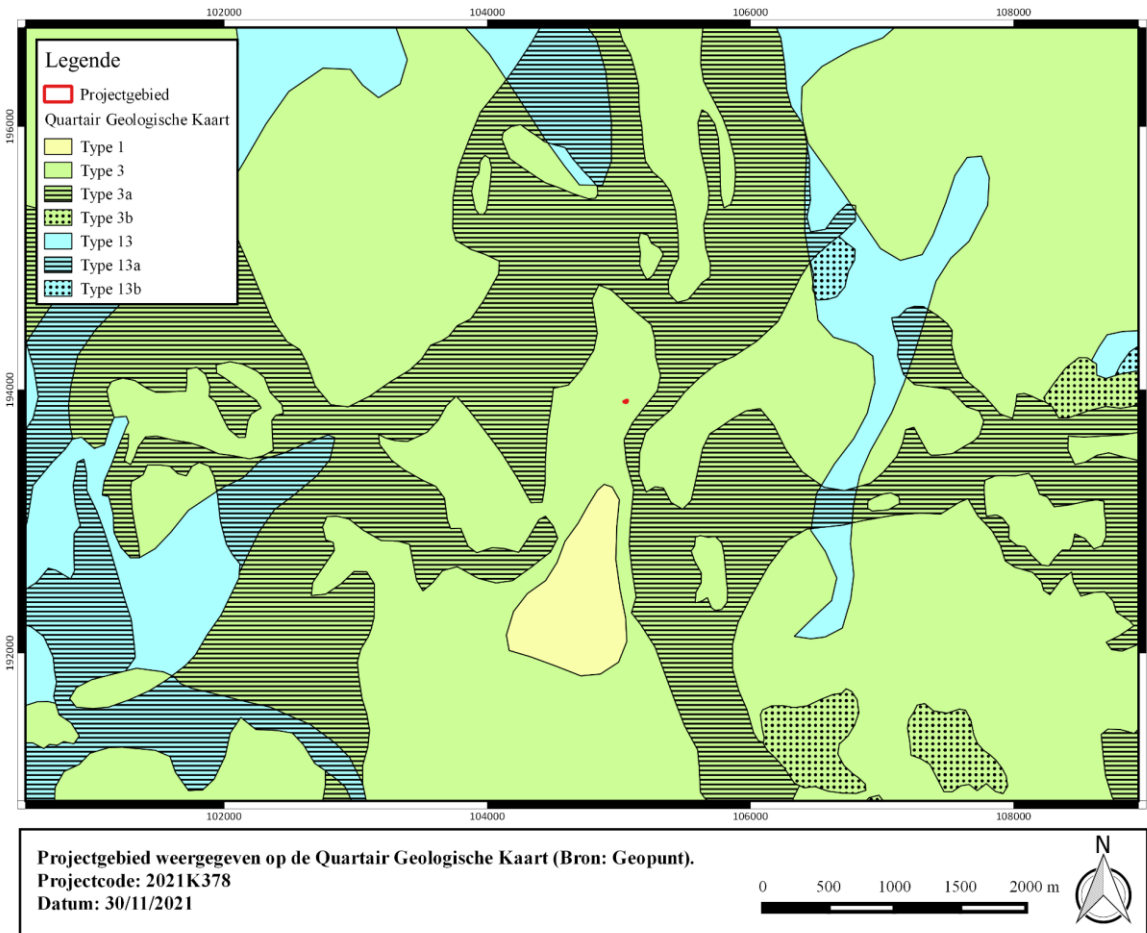 102000 104000 106000 108000
Legende
Projectgebied
Quartair Geologische Kaart
Type 1
Type 3
Type 3a
Type 3b
Type 13
Type 13a
Type 13b
196000
194000
192000
102000 104000 106000 108000
Projectgebied weergegeven op de Quartair Geologische Kaart (Bron: Geopunt).
Projectcode: 2021K378
Datum: 30/11/2021
0 500 1000 1500 2000 m
N